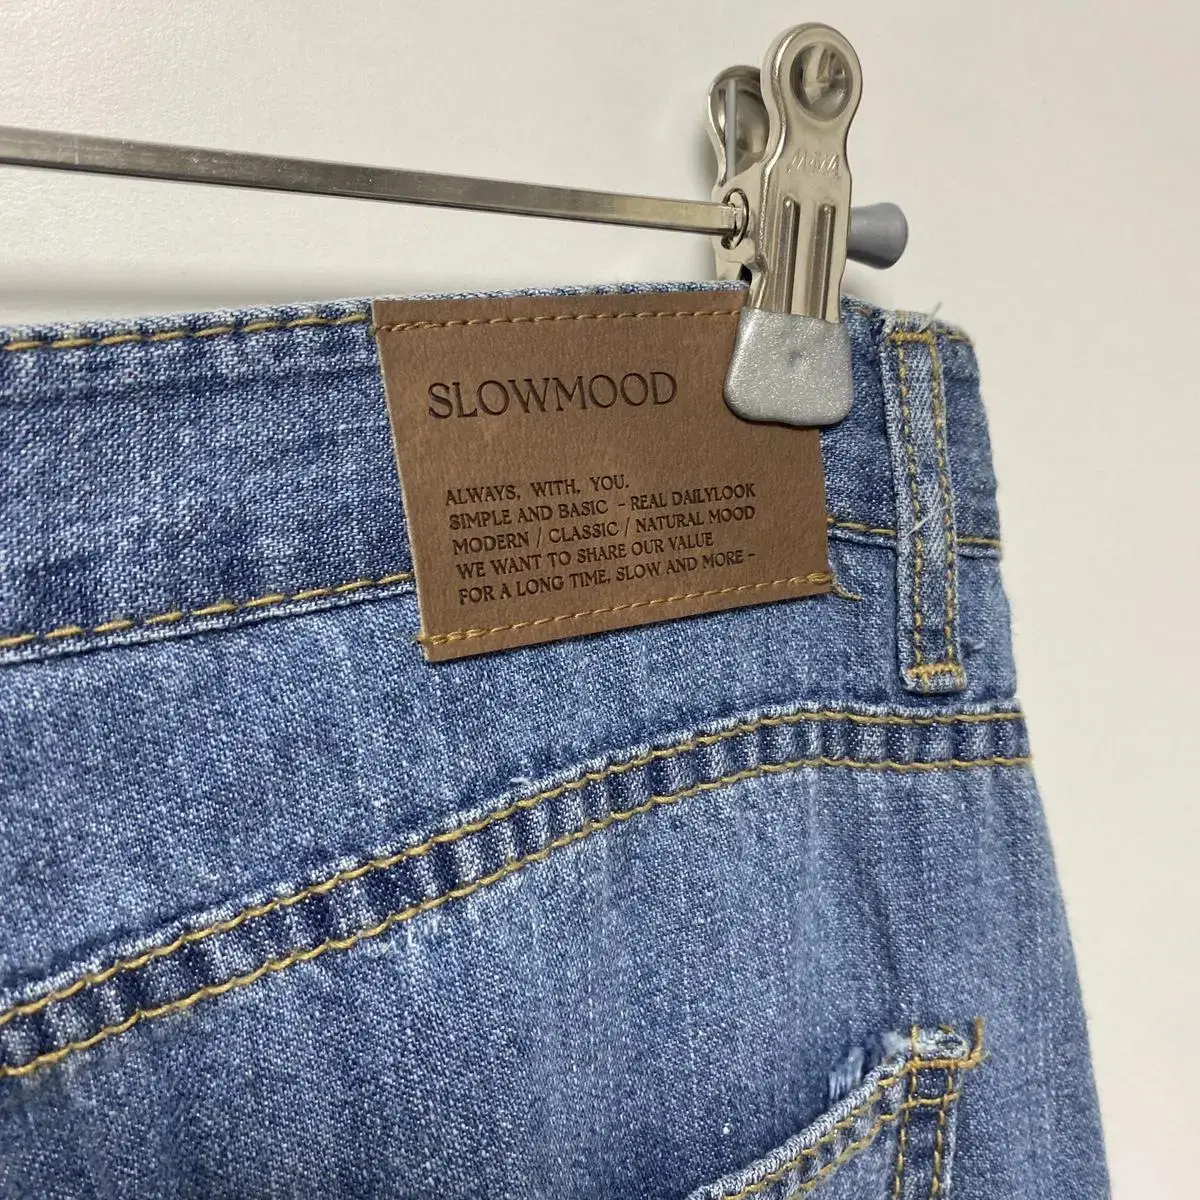 SLOWMOOD
ALWAYS, WITH, YOU.
SIMPLE AND BASIC - REAL DAILYLOOK
MODERN / CLASSIC / NATURAL MOOD
WE WANT TO SHARE OUR VALUE
FOR A LONG TIME, SLOW AND MORE -